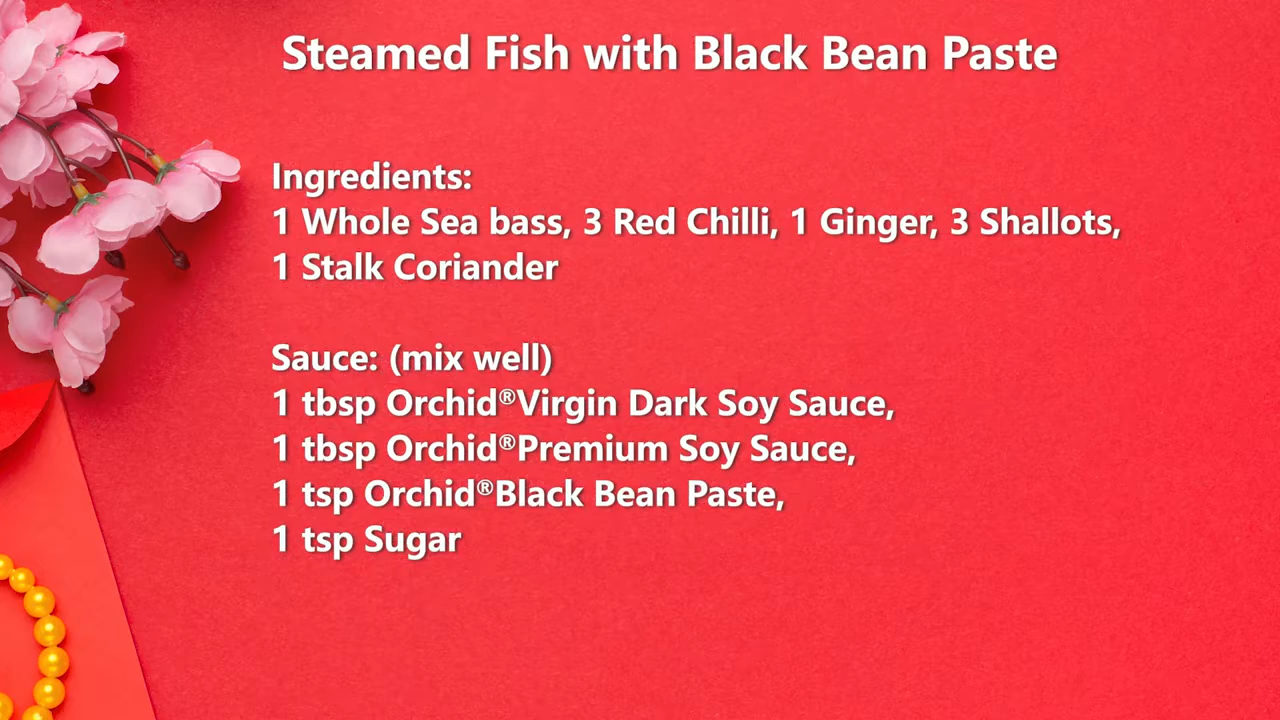 Steamed Fish with Black Bean Paste
Ingredients:
1 Whole Sea bass, 3 Red Chilli, 1 Ginger, 3 Shallots,
1 Stalk Coriander
Sauce: (mix well)
1 tbsp Orchid®Virgin Dark Soy Sauce,
1 tbsp Orchid®Premium Soy Sauce,
1 tsp Orchid®Black Bean Paste,
1 tsp Sugar